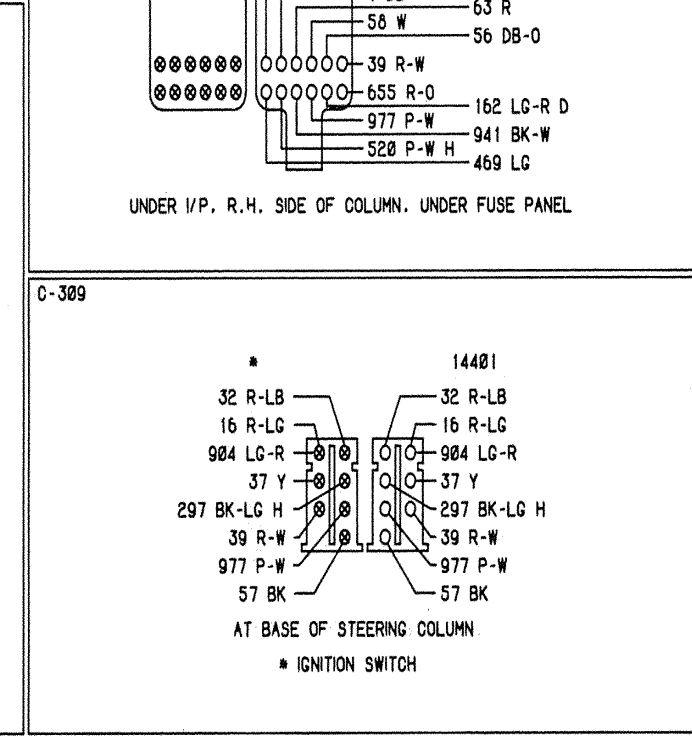 63 R
58 W
56 DB-O
39 R-W
655 R-O
162 LG-R D
977 P-W
941 BK-W
520 P-W H
469 LG
UNDER I/P, R.H. SIDE OF COLUMN, UNDER FUSE PANEL
C-309
* 14401
32 R-LB 32 R-LB
16 R-LG 16 R-LG
904 LG-R 904 LG-R
37 Y 37 Y
297 BK-LG H 297 BK-LG H
39 R-W 39 R-W
977 P-W 977 P-W
57 BK 57 BK
AT BASE OF STEERING COLUMN
* IGNITION SWITCH